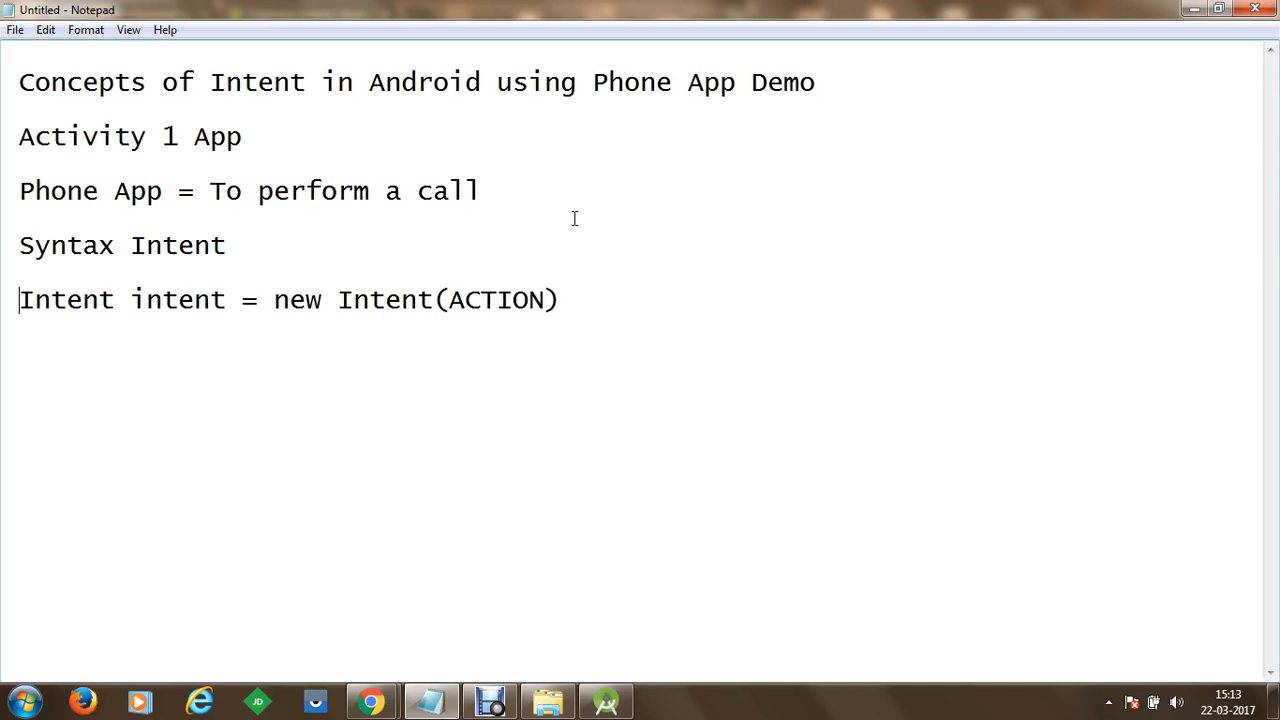 Untitled - Notepad
File Edit Format View Help
Concepts of Intent in Android using Phone App Demo
Activity 1 App
Phone App = To perform a call
Syntax Intent
Intent intent = new Intent(ACTION)
JD
15:13
22-03-2017